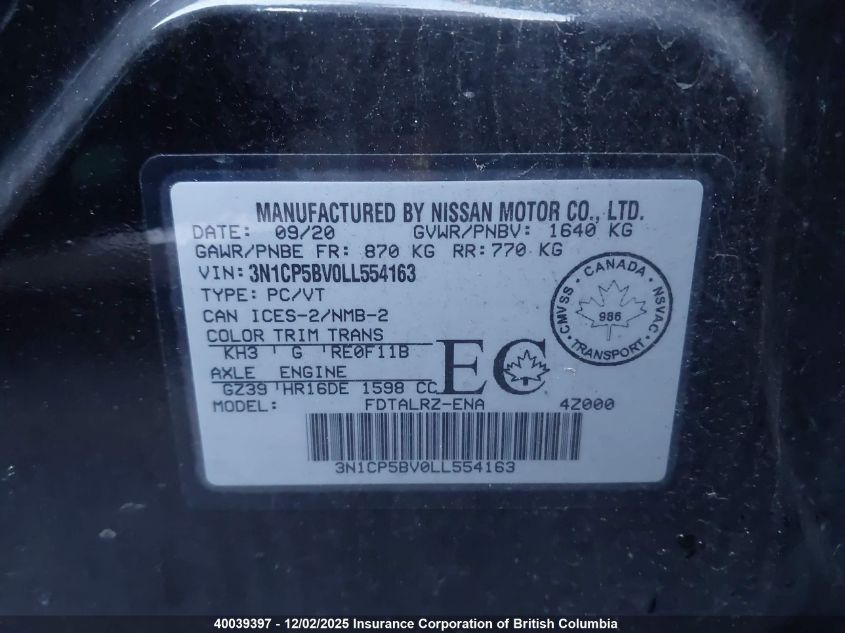 MANUFACTURED BY NISSAN MOTOR CO., LTD.
DATE: 09/20 GVWR/PNBV: 1640 KG
GAWR/PNBE FR: 870 KG RR:770 KG
VIN: 3N1CP5BV0LL554163
TYPE: PC/VT
CAN ICES-2/NMB-2
COLOR TRIM TRANS
KH3 G RE0F11B
AXLE ENGINE
GZ39 HR16DE 1598 CC
EC
MODEL: FDTALRZ-ENA 4Z000
3N1CP5BV0LL554163
CANADA
CMVSS 986 NSVAC
TRANSPORT
40039397 - 12/02/2025 Insurance Corporation of British Columbia